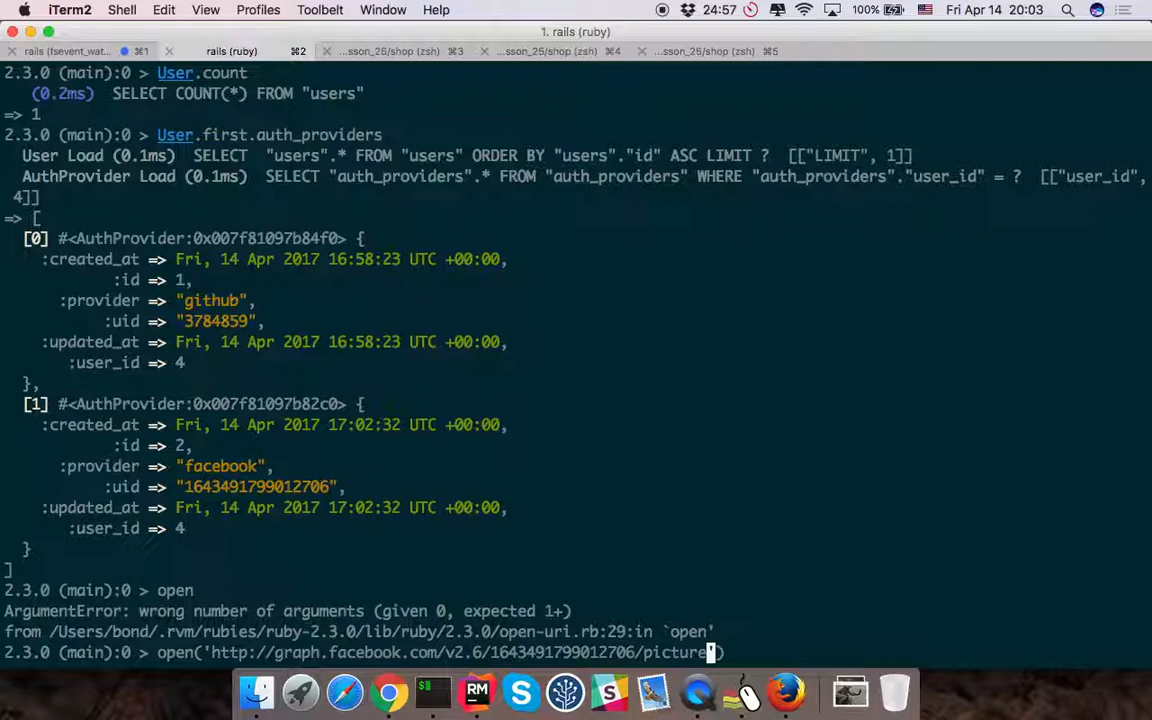 iTerm2 Shell Edit View Profiles Toolbelt Window Help 24:57 100% Fri Apr 14 20:03
1. rails (ruby)
rails (fsevent_wat... ⌘1 rails (ruby) ⌘2 ...sson_25/shop (zsh) ⌘3 ...sson_25/shop (zsh) ⌘4 ...sson_25/shop (zsh) ⌘5
2.3.0 (main):0 > User.count
(0.2ms) SELECT COUNT(*) FROM "users"
=> 1
2.3.0 (main):0 > User.first.auth_providers
User Load (0.1ms) SELECT "users".* FROM "users" ORDER BY "users"."id" ASC LIMIT ? [["LIMIT", 1]]
AuthProvider Load (0.1ms) SELECT "auth_providers".* FROM "auth_providers" WHERE "auth_providers"."user_id" = ? [["user_id",
4]]
=> [
[0] #<AuthProvider:0x007f81097b84f0> {
:created_at => Fri, 14 Apr 2017 16:58:23 UTC +00:00,
:id => 1,
:provider => "github",
:uid => "3784859",
:updated_at => Fri, 14 Apr 2017 16:58:23 UTC +00:00,
:user_id => 4
},
[1] #<AuthProvider:0x007f81097b82c0> {
:created_at => Fri, 14 Apr 2017 17:02:32 UTC +00:00,
:id => 2,
:provider => "facebook",
:uid => "1643491799012706",
:updated_at => Fri, 14 Apr 2017 17:02:32 UTC +00:00,
:user_id => 4
}
]
2.3.0 (main):0 > open
ArgumentError: wrong number of arguments (given 0, expected 1+)
from /Users/bond/.rvm/rubies/ruby-2.3.0/lib/ruby/2.3.0/open-uri.rb:29:in `open'
2.3.0 (main):0 > open('http://graph.facebook.com/v2.6/1643491799012706/picture')